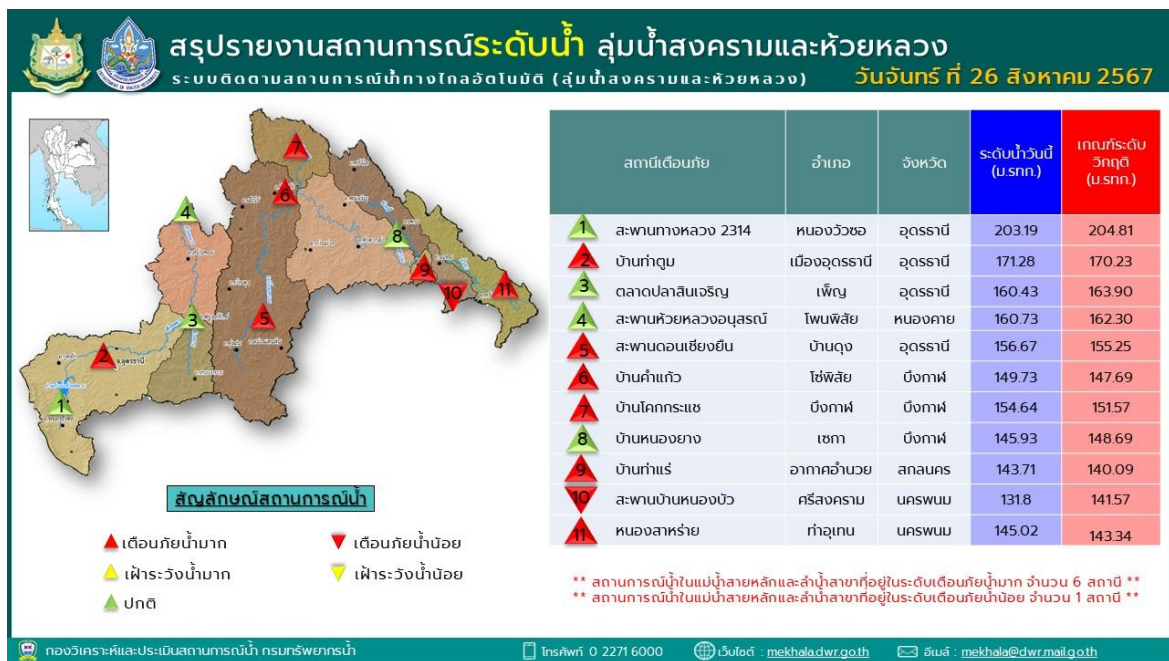 สรุปรายงานสถานการณ์ระดับน้ำ ลุ่มน้ำสงครามและห้วยหลวง
ระบบติดตามสถานการณ์น้ำทางไกลอัตโนมัติ (ลุ่มน้ำสงครามและห้วยหลวง) วันจันทร์ ที่ 26 สิงหาคม 2567
7
6
4
8
9
10
11
3
5
2
จ.อุดรธานี
1
สัญลักษณ์สถานการณ์น้ำ
เตือนภัยน้ำมาก เตือนภัยน้ำน้อย
เฝ้าระวังน้ำมาก เฝ้าระวังน้ำน้อย
ปกติ
สถานีเตือนภัย อำเภอ จังหวัด ระดับน้ำวันนี้ (ม.รทก.) เกณฑ์ระดับวิกฤติ (ม.รทก.)
1 สะพานทางหลวง 2314 หนองวัวซอ อุดรธานี 203.19 204.81
2 บ้านท่าตูม เมืองอุดรธานี อุดรธานี 171.28 170.23
3 ตลาดปลาสินเจริญ เพ็ญ อุดรธานี 160.43 163.90
4 สะพานห้วยหลวงอนุสรณ์ โพนพิสัย หนองคาย 160.73 162.30
5 สะพานดอนเชียงยืน บ้านดุง อุดรธานี 156.67 155.25
6 บ้านคำแก้ว โซ่พิสัย บึงกาฬ 149.73 147.69
7 บ้านโคกกระแซ บึงกาฬ บึงกาฬ 154.64 151.57
8 บ้านหนองยาง เซกา บึงกาฬ 145.93 148.69
9 บ้านท่าแร่ อากาศอำนวย สกลนคร 143.71 140.09
10 สะพานบ้านหนองบัว ศรีสงคราม นครพนม 131.8 141.57
11 หนองสาหร่าย ท่าอุเทน นครพนม 145.02 143.34
** สถานการณ์น้ำในแม่น้ำสายหลักและลำน้ำสาขาที่อยู่ในระดับเตือนภัยน้ำมาก จำนวน 6 สถานี **
** สถานการณ์น้ำในแม่น้ำสายหลักและลำน้ำสาขาที่อยู่ในระดับเตือนภัยน้ำน้อย จำนวน 1 สถานี **
กองวิเคราะห์และประเมินสถานการณ์น้ำ กรมทรัพยากรน้ำ โทรศัพท์ 0 2271 6000 เว็บไซต์ : mekhala.dwr.go.th อีเมล์ : mekhala@dwr.mail.go.th